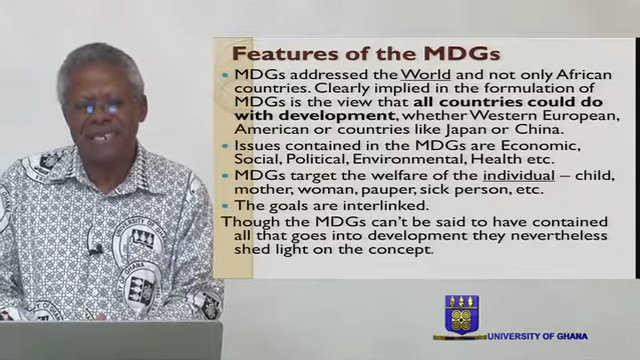 Features of the MDGs
• MDGs addressed the World and not only African
countries. Clearly implied in the formulation of
MDGs is the view that all countries could do
with development, whether Western European,
American or countries like Japan or China.
• Issues contained in the MDGs are Economic,
Social, Political, Environmental, Health etc.
• MDGs target the welfare of the individual – child,
mother, woman, pauper, sick person, etc.
• The goals are interlinked.
Though the MDGs can't be said to have contained
all that goes into development they nevertheless
shed light on the concept.
UNIVERSITY OF GHANA